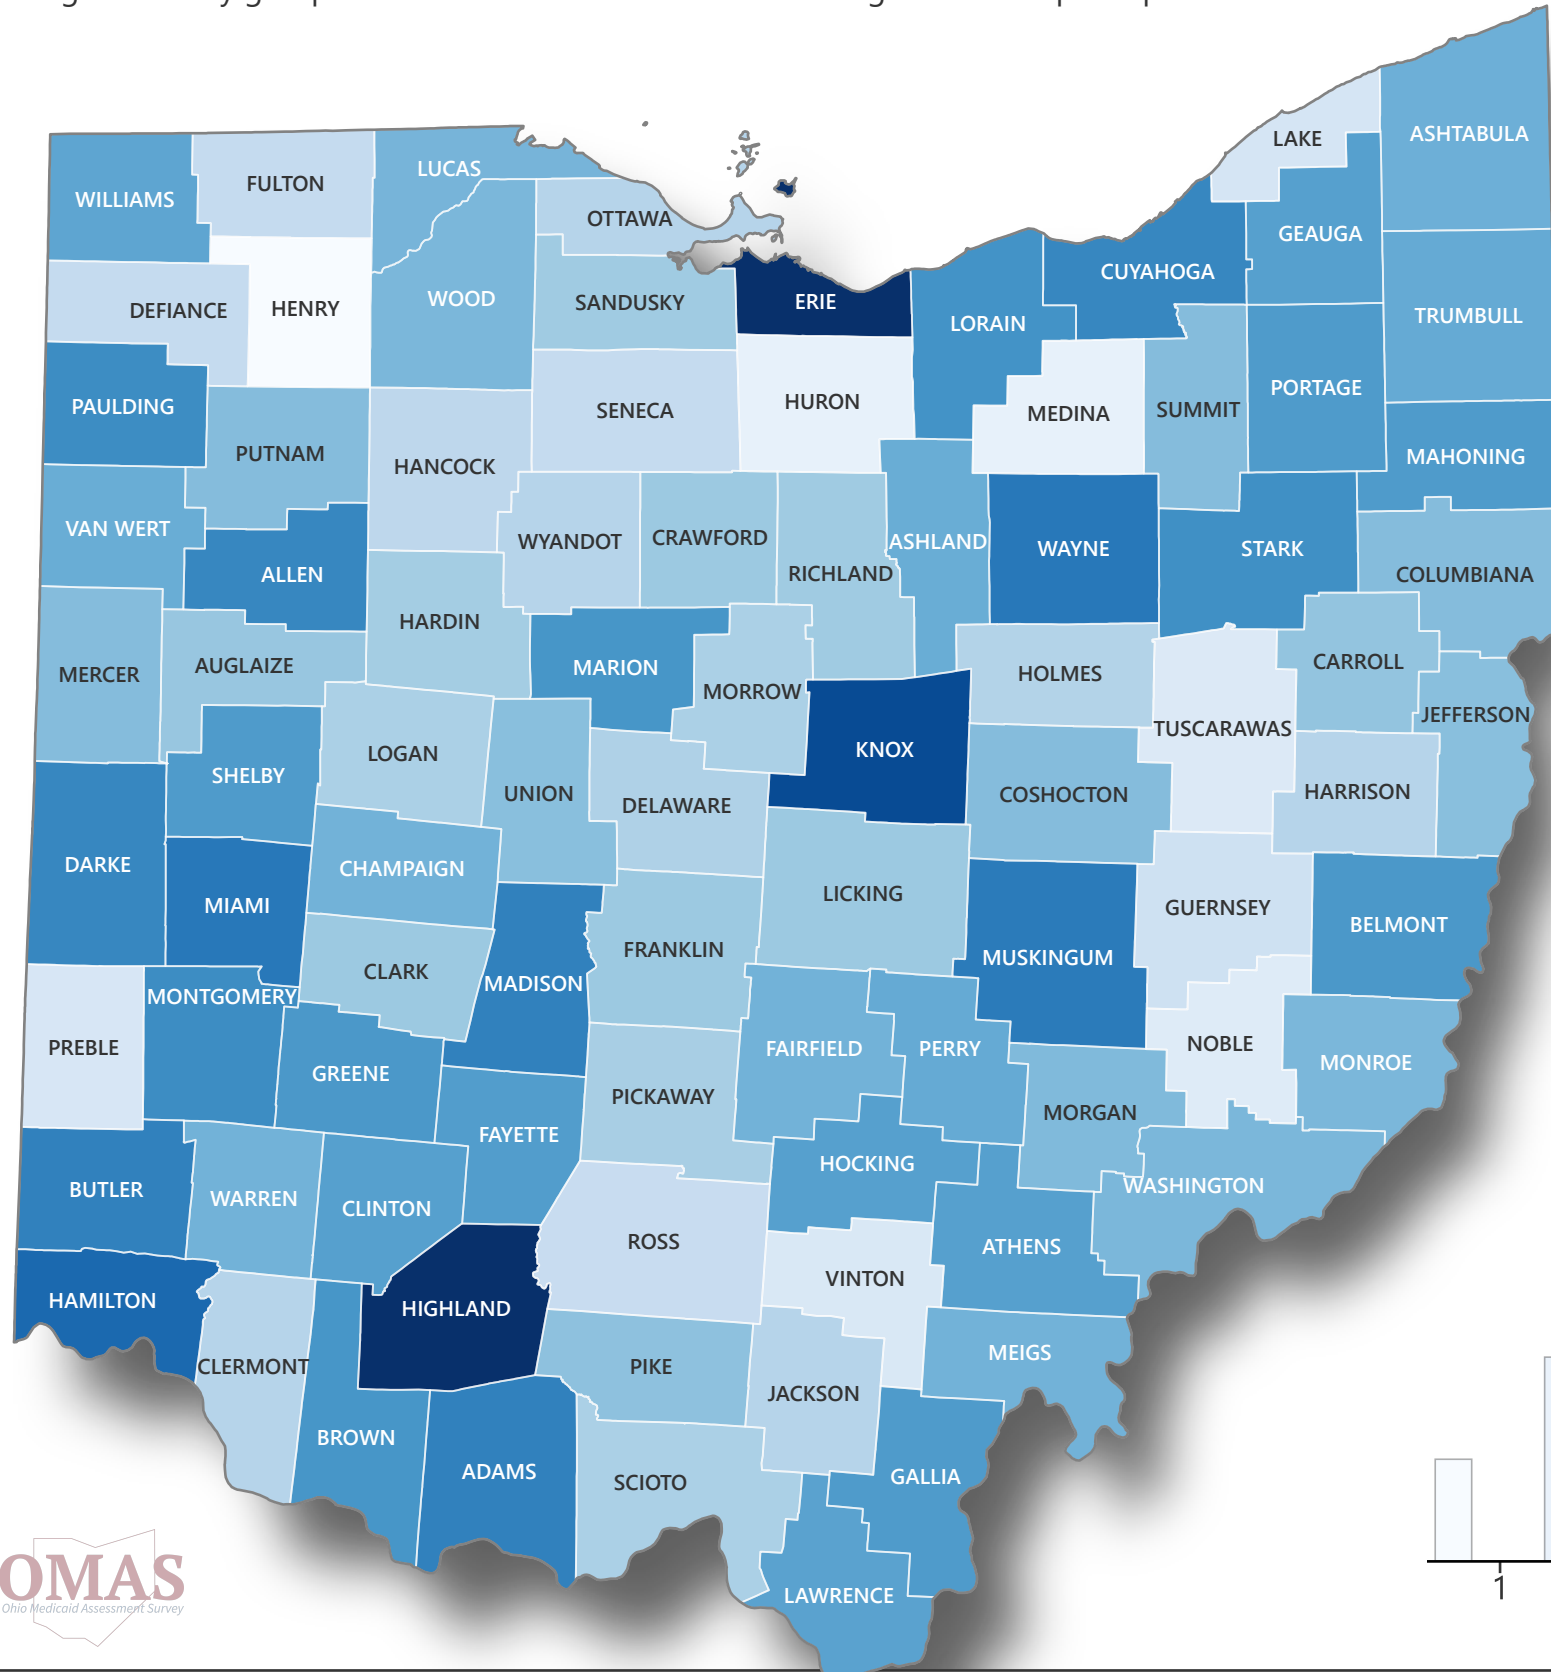 LAKE
ASHTABULA
LUCAS
FULTON
WILLIAMS
OTTAWA
GEAUGA
CUYAHOGA
WOOD
SANDUSKY
ERIE
DEFIANCE
HENRY
LORAIN
TRUMBULL
PORTAGE
PAULDING
HURON
SENECA
MEDINA
SUMMIT
PUTNAM
MAHONING
HANCOCK
VAN WERT
WYANDOT
CRAWFORD
ASHLAND
WAYNE
STARK
ALLEN
RICHLAND
COLUMBIANA
HARDIN
AUGLAIZE
MARION
MERCER
HOLMES
CARROLL
MORROW
JEFFERSON
TUSCARAWAS
KNOX
LOGAN
SHELBY
UNION
COSHOCTON
HARRISON
DELAWARE
DARKE
CHAMPAIGN
LICKING
MIAMI
GUERNSEY
BELMONT
FRANKLIN
MUSKINGUM
CLARK
MADISON
MONTGOMERY
PREBLE
FAIRFIELD
PERRY
NOBLE
MONROE
GREENE
PICKAWAY
MORGAN
FAYETTE
HOCKING
BUTLER
WARREN
CLINTON
WASHINGTON
ROSS
ATHENS
VINTON
HAMILTON
HIGHLAND
MEIGS
CLERMONT
PIKE
JACKSON
BROWN
ADAMS
SCIOTO
GALLIA
LAWRENCE
OMAS
Ohio Medicaid Assessment Survey
1